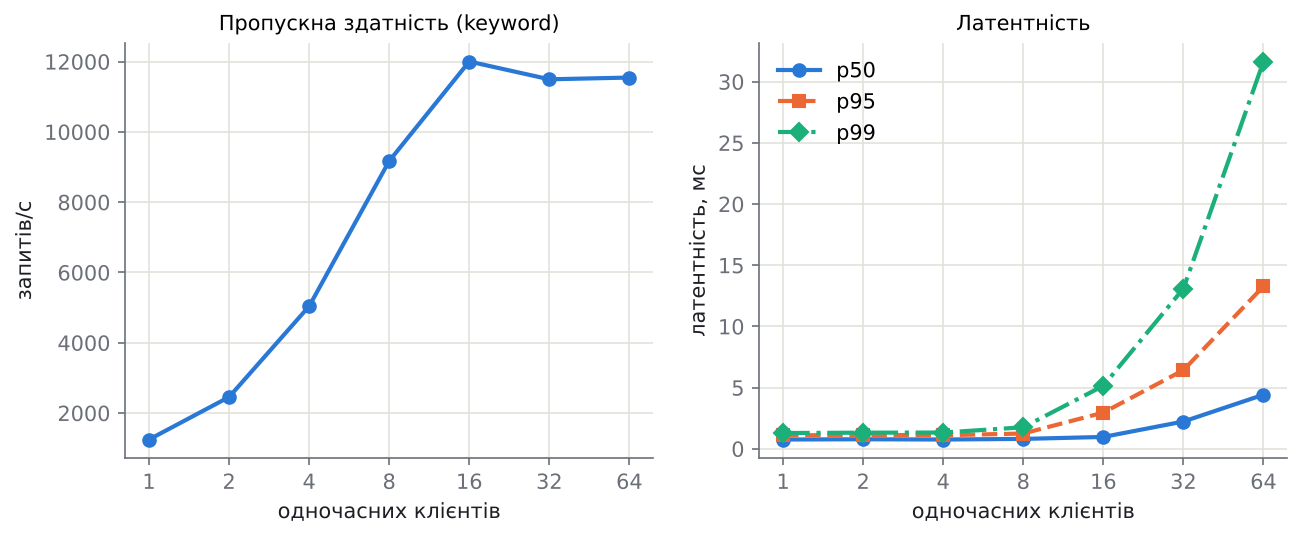 Пропускна здатність (keyword)
запитів/с
12000
10000
8000
6000
4000
2000
1 2 4 8 16 32 64
одночасних клієнтів
Латентність
p50
p95
p99
латентність, мс
30
25
20
15
10
5
0
1 2 4 8 16 32 64
одночасних клієнтів